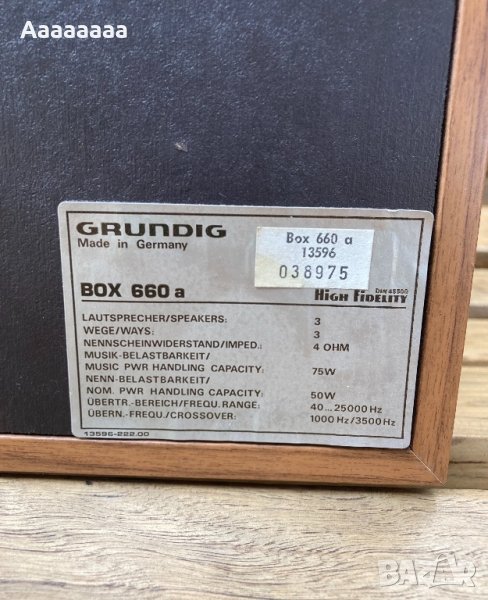 Aaaaaaaa
GRUNDIG
Made in Germany
Box 660 a
13596
038975
BOX 660 a
DIN 45500
HIGH FIDELITY
LAUTSPRECHER/SPEAKERS: 3
WEGE/WAYS: 3
NENNSCHEINWIDERSTAND/IMPED.: 4 OHM
MUSIK-BELASTBARKEIT/
MUSIC PWR HANDLING CAPACITY: 75W
NENN-BELASTBARKEIT/
NOM. PWR HANDLING CAPACITY: 50W
ÜBERTR.-BEREICH/FREQU.RANGE: 40...25000 Hz
ÜBERN.-FREQU./CROSSOVER: 1000 Hz/3500Hz
13596-222.00
BAZAR